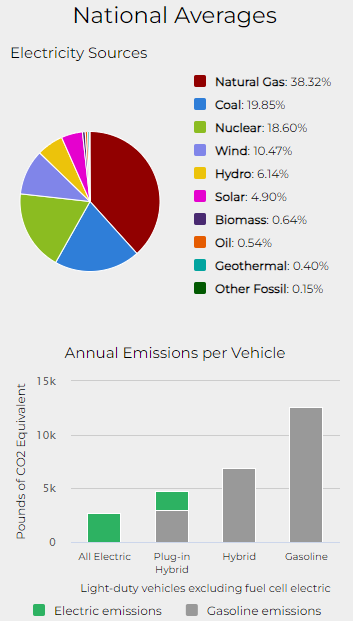 National Averages
Electricity Sources
Natural Gas: 38.32%
Coal: 19.85%
Nuclear: 18.60%
Wind: 10.47%
Hydro: 6.14%
Solar: 4.90%
Biomass: 0.64%
Oil: 0.54%
Geothermal: 0.40%
Other Fossil: 0.15%
Annual Emissions per Vehicle
Pounds of CO2 Equivalent
15k
10k
5k
0
All Electric
Plug-in
Hybrid
Hybrid
Gasoline
Light-duty vehicles excluding fuel cell electric
Electric emissions
Gasoline emissions